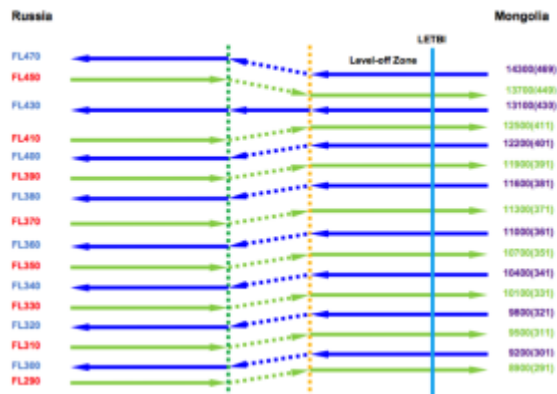 Russia
Mongolia
LETBI
Level-off Zone
FL470
14300(469)
FL450
13700(449)
FL430
13100(430)
12500(411)
FL410
12200(401)
FL400
11900(391)
FL390
11600(381)
FL380
11300(371)
FL370
11000(361)
FL360
10700(351)
FL350
10400(341)
FL340
10100(331)
FL330
9800(321)
FL320
9500(311)
FL310
9200(301)
FL300
8900(291)
FL290